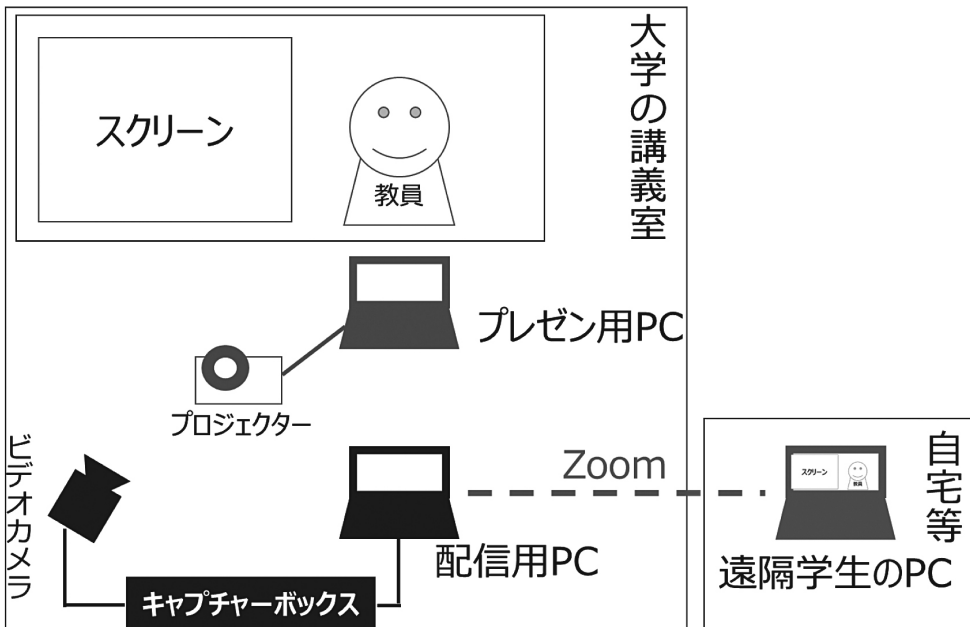 大学の講義室
スクリーン
教員
プレゼン用PC
プロジェクター
ビデオカメラ
Zoom
配信用PC
キャプチャーボックス
自宅等
スクリーン
教員
遠隔学生のPC